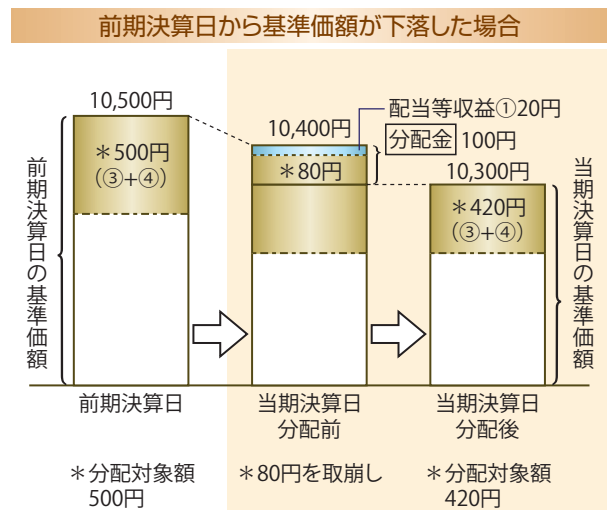 前期決算日から基準価額が下落した場合
10,500円
＊500円
（③+④）
前期決算日の基準価額
配当等収益①20円
10,400円
分配金 100円
＊80円
10,300円
＊420円
（③+④）
当期決算日の基準価額
前期決算日
当期決算日
分配前
当期決算日
分配後
＊分配対象額
500円
＊80円を取崩し
＊分配対象額
420円